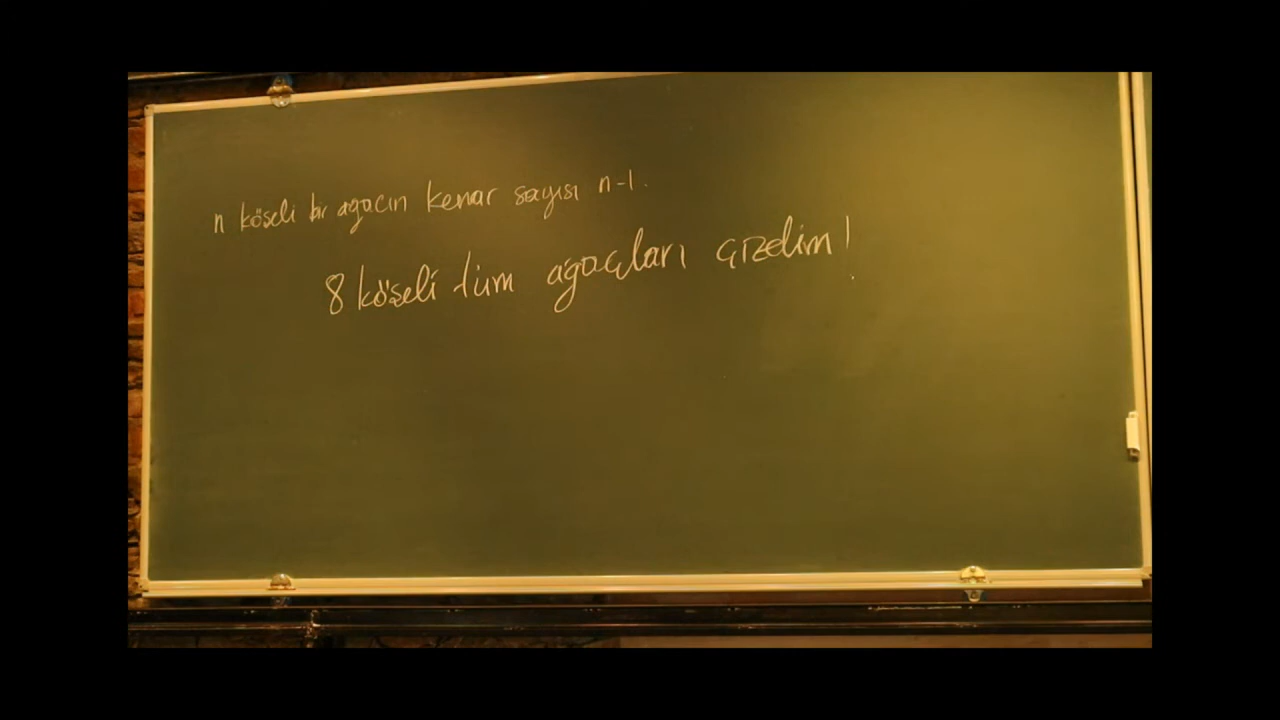 n köşeli bir ağacın kenar sayısı n-1.
8 köşeli tüm ağaçları çizelim!